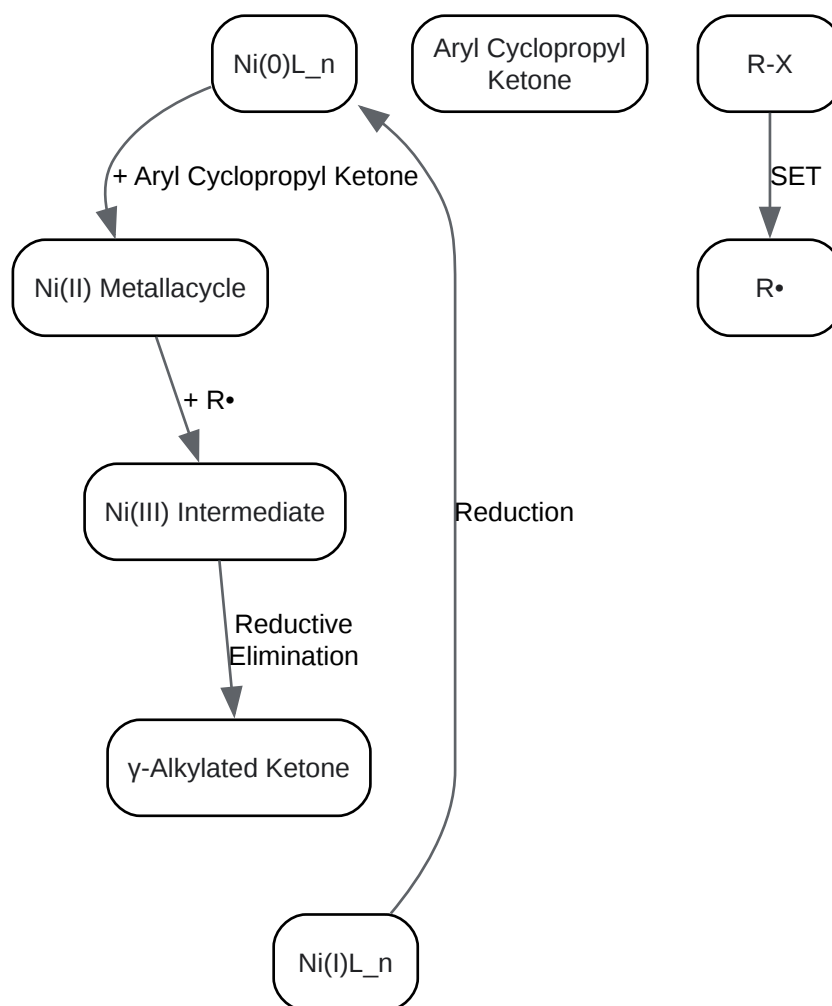 Ni(0)L_n
Aryl Cyclopropyl
Ketone
R-X
+ Aryl Cyclopropyl Ketone
SET
Ni(II) Metallacycle
R•
+ R•
Ni(III) Intermediate
Reduction
Reductive
Elimination
γ-Alkylated Ketone
Ni(I)L_n